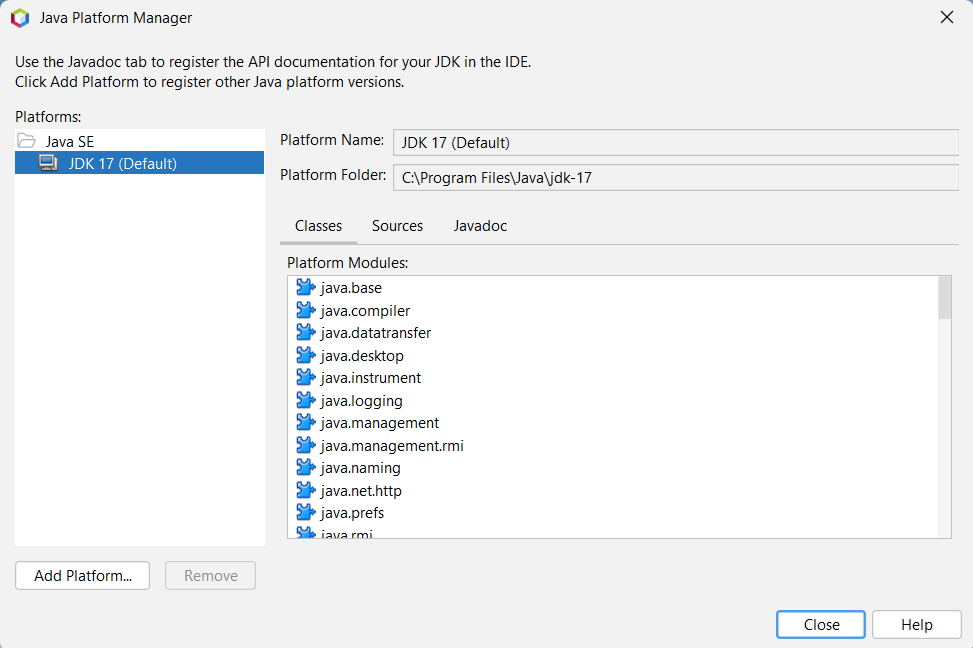 Java Platform Manager
Use the Javadoc tab to register the API documentation for your JDK in the IDE.
Click Add Platform to register other Java platform versions.
Platforms:
Java SE
JDK 17 (Default)
Platform Name: JDK 17 (Default)
Platform Folder: C:\Program Files\Java\jdk-17
Classes Sources Javadoc
Platform Modules:
java.base
java.compiler
java.datatransfer
java.desktop
java.instrument
java.logging
java.management
java.management.rmi
java.naming
java.net.http
java.prefs
java.rmi
Add Platform... Remove
Close Help